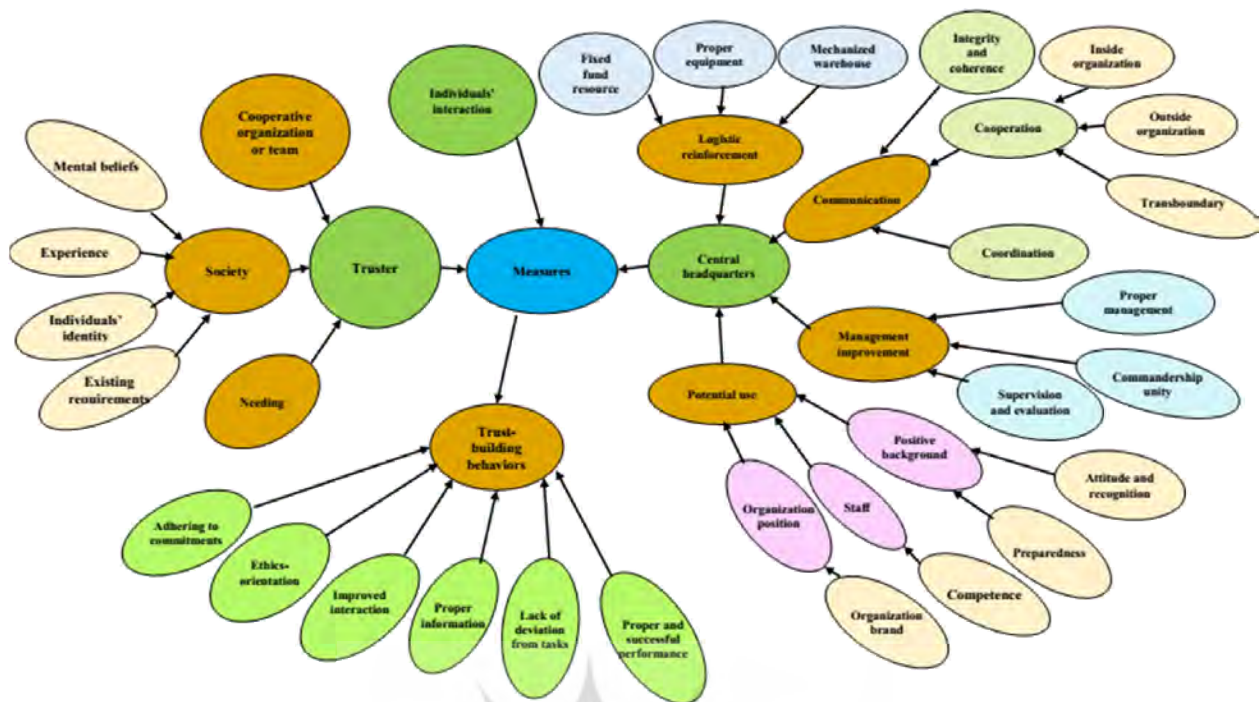 Integrity
and
coherence
Inside
organization
Proper
equipment
Mechanized
warehouse
Fixed
fund
resource
Individuals'
interaction
Cooperative
organization
or team
Logistic
reinforcement
Cooperation
Outside
organization
Mental beliefs
Communication
Transboundary
Experience
Society
Truster
Measures
Central
headquarters
Coordination
Individuals'
identity
Proper
management
Management
improvement
Existing
requirements
Needing
Potential use
Commandership
unity
Supervision
and evaluation
Trust-
building
behaviors
Positive
background
Attitude and
recognition
Organization
position
Staff
Adhering to
commitments
Ethics-
orientation
Improved
interaction
Proper
information
Lack of
deviation
from tasks
Proper and
successful
performance
Preparedness
Competence
Organization
brand